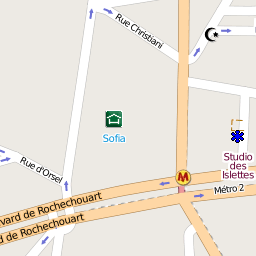 Rue Christiani
Sofia
Rue d'Orsel
Studio
des
Islettes
M
Métro 2
vard de Rochechouart
d de Rochechouart